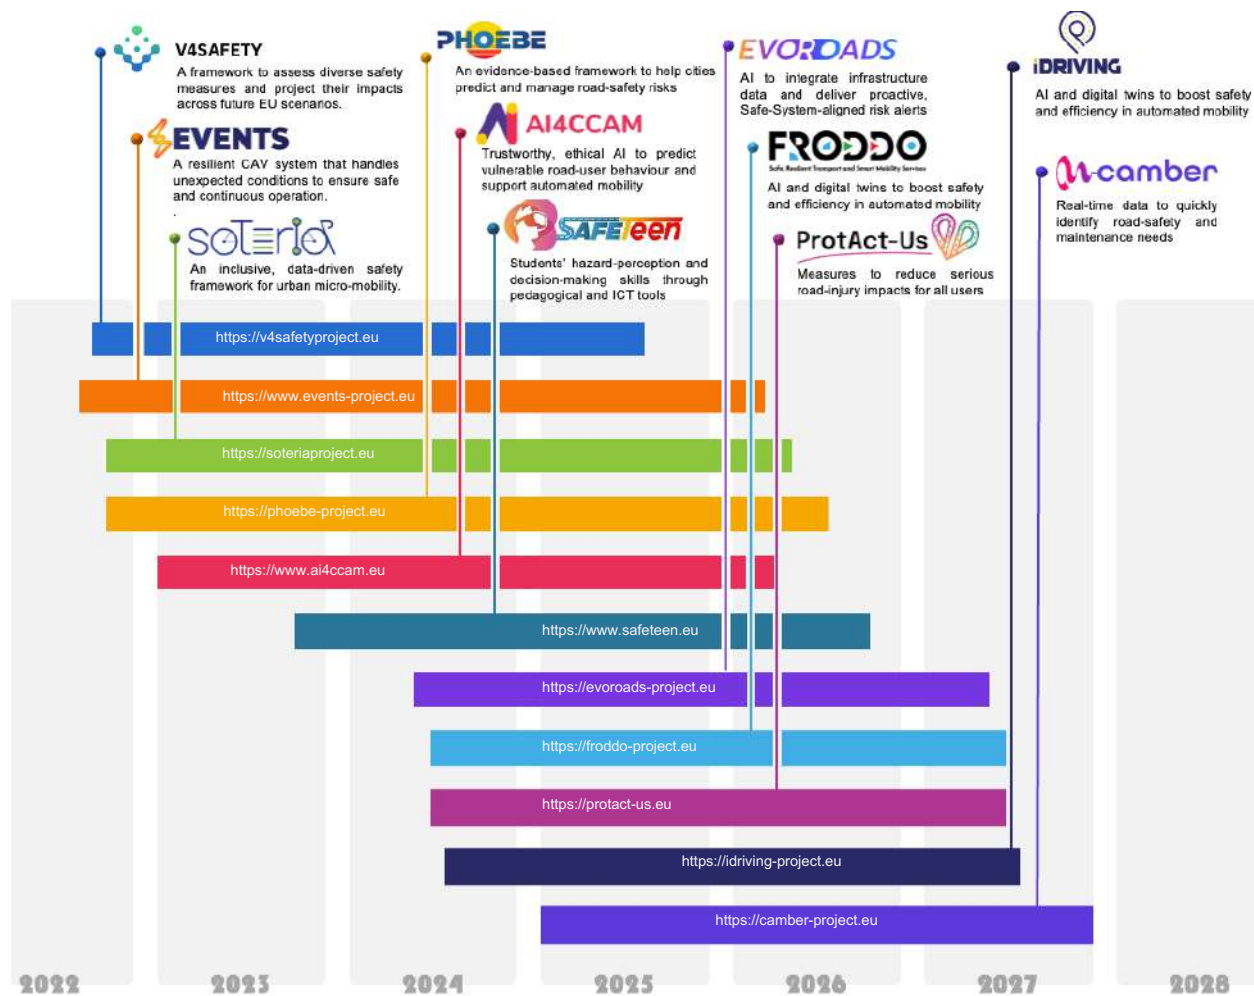 V4SAFETY
A framework to assess diverse safety
measures and project their impacts
across future EU scenarios.
EVENTS
A resilient CAV system that handles
unexpected conditions to ensure safe
and continuous operation.
.
SOTERIA
An inclusive, data-driven safety
framework for urban micro-mobility.
PHOEBE
An evidence-based framework to help cities
predict and manage road-safety risks
AI4CCAM
Trustworthy, ethical AI to predict
vulnerable road-user behaviour and
support automated mobility
SAFETeen
Students' hazard-perception and
decision-making skills through
pedagogical and ICT tools
EVOROADS
AI to integrate infrastructure
data and deliver proactive,
Safe-System-aligned risk alerts
FRODDO
Safe, Resilient Transport and Smart Mobility Services
AI and digital twins to boost safety
and efficiency in automated mobility
ProtAct-Us
Measures to reduce serious
road-injury impacts for all users
iDRIVING
AI and digital twins to boost safety
and efficiency in automated mobility
camber
Real-time data to quickly
identify road-safety and
maintenance needs
https://v4safetyproject.eu
https://www.events-project.eu
https://soteriaproject.eu
https://phoebe-project.eu
https://www.ai4ccam.eu
https://www.safeteen.eu
https://evoroads-project.eu
https://froddo-project.eu
https://protact-us.eu
https://idriving-project.eu
https://camber-project.eu
2022 2023 2024 2025 2026 2027 2028